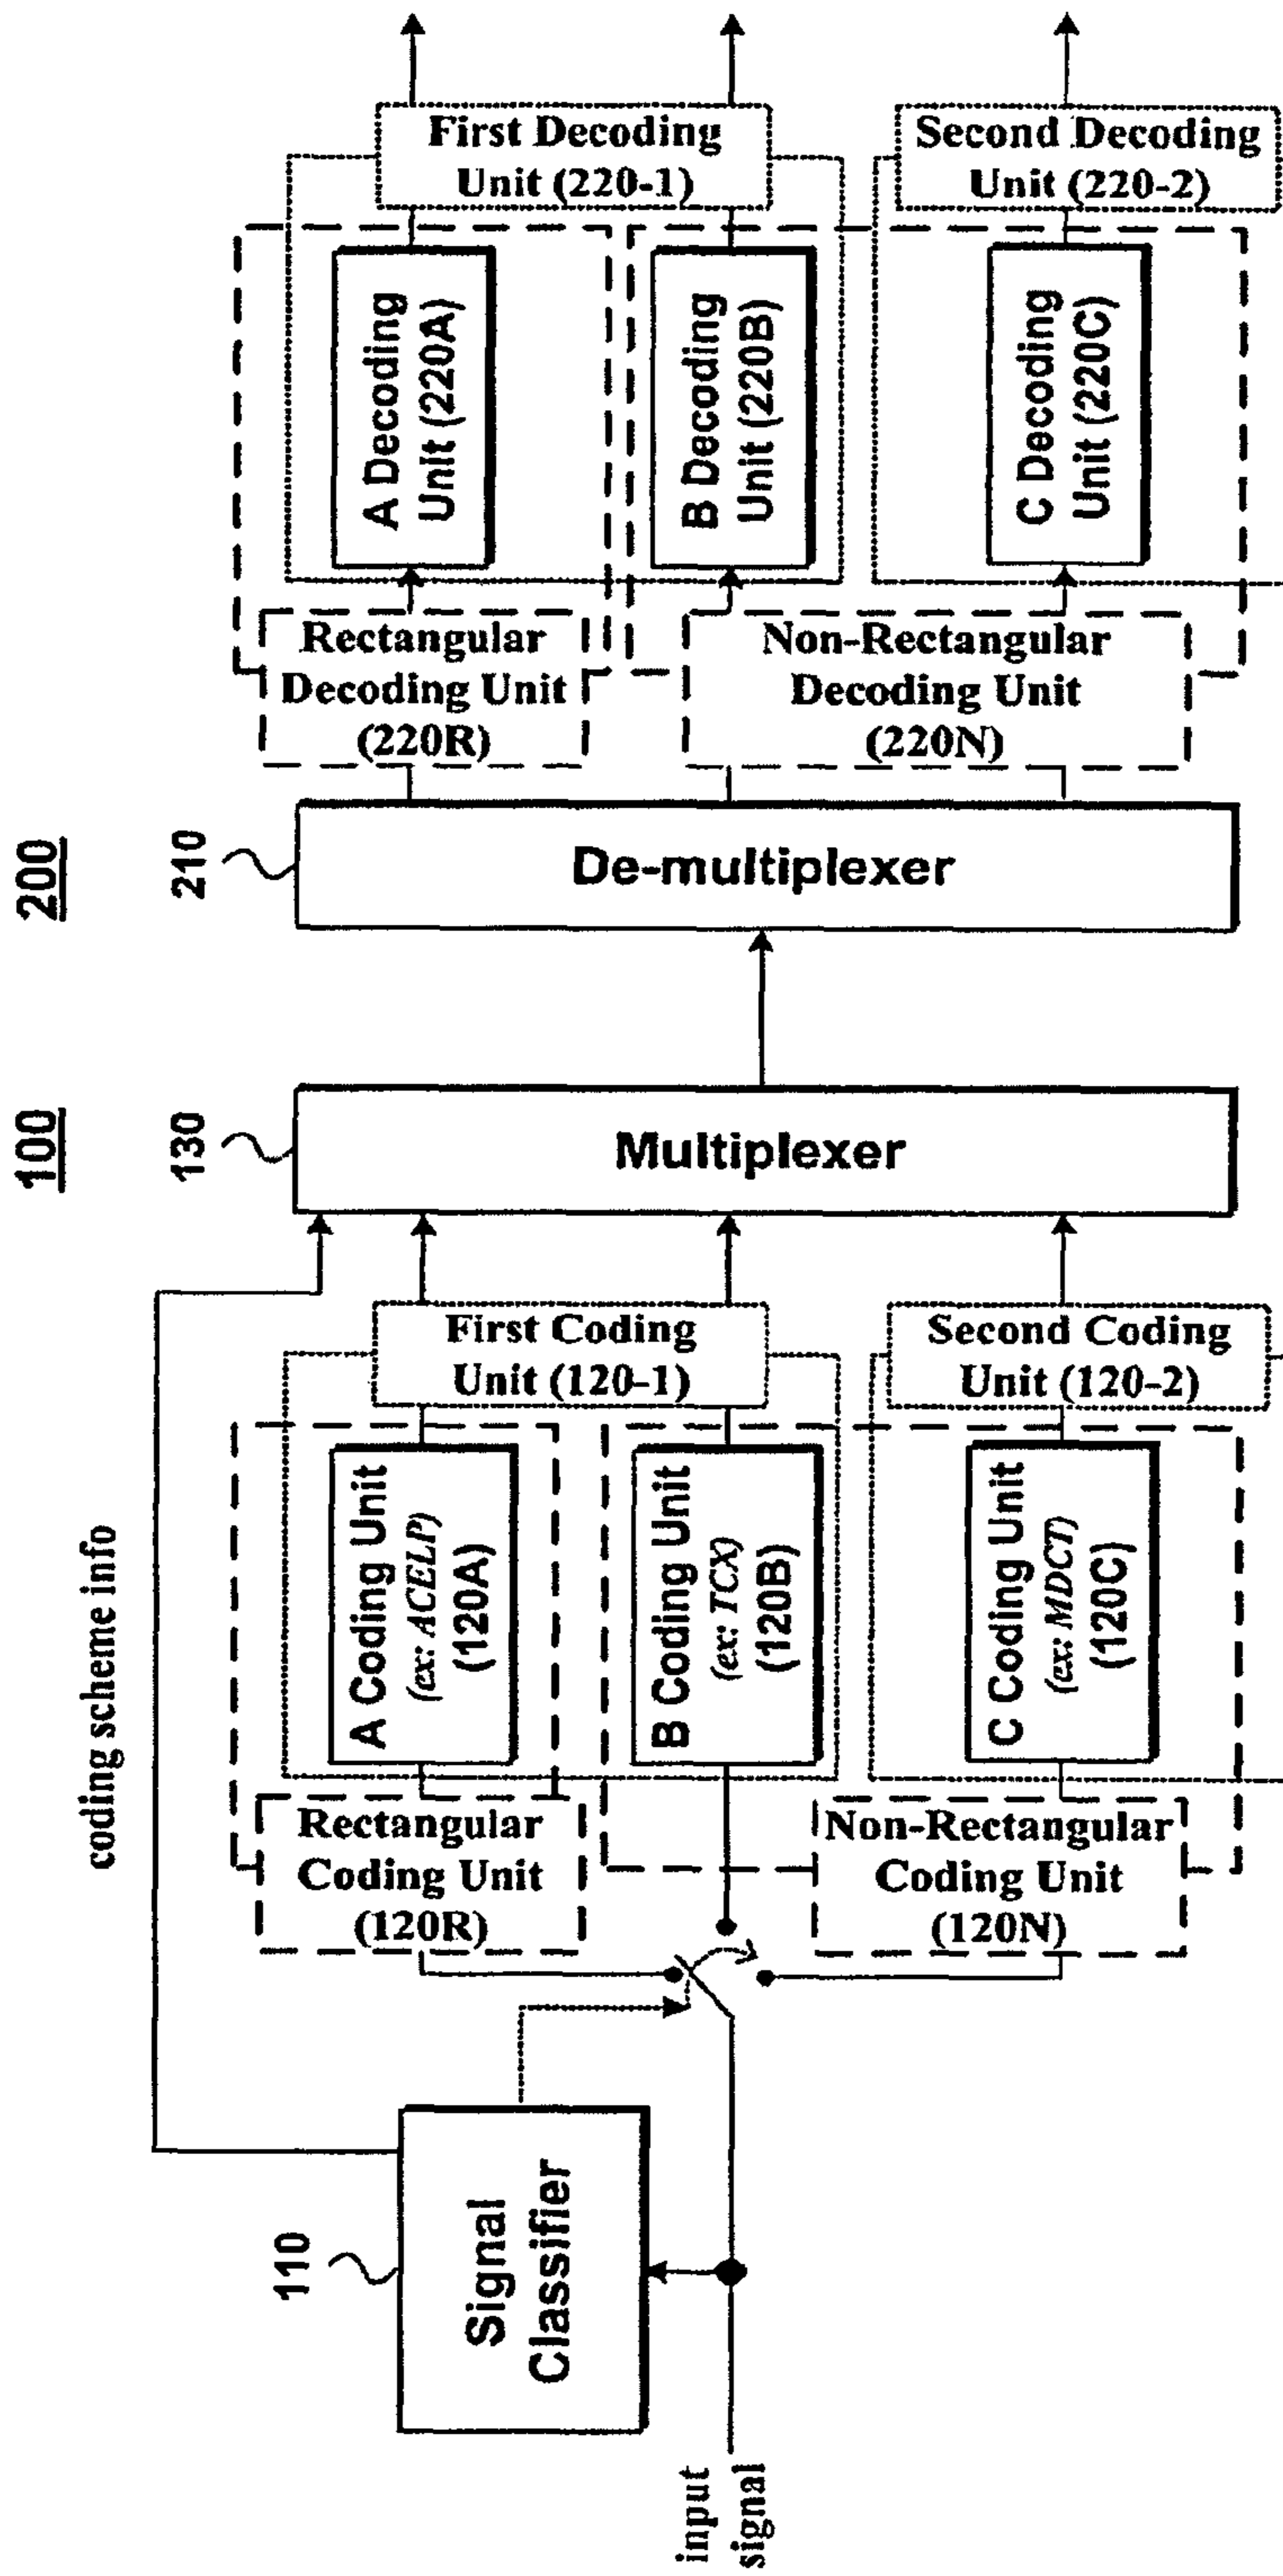 100
200
coding scheme info
110
Signal
Classifier
input
signal
Rectangular
Coding Unit
(120R)
Non-Rectangular
Coding Unit
(120N)
A Coding Unit
(ex: ACELP)
(120A)
B Coding Unit
(ex: TCX)
(120B)
C Coding Unit
(ex: MDCT)
(120C)
First Coding
Unit (120-1)
Second Coding
Unit (120-2)
130
Multiplexer
210
De-multiplexer
Rectangular
Decoding Unit
(220R)
Non-Rectangular
Decoding Unit
(220N)
A Decoding
Unit (220A)
B Decoding
Unit (220B)
C Decoding
Unit (220C)
First Decoding
Unit (220-1)
Second Decoding
Unit (220-2)